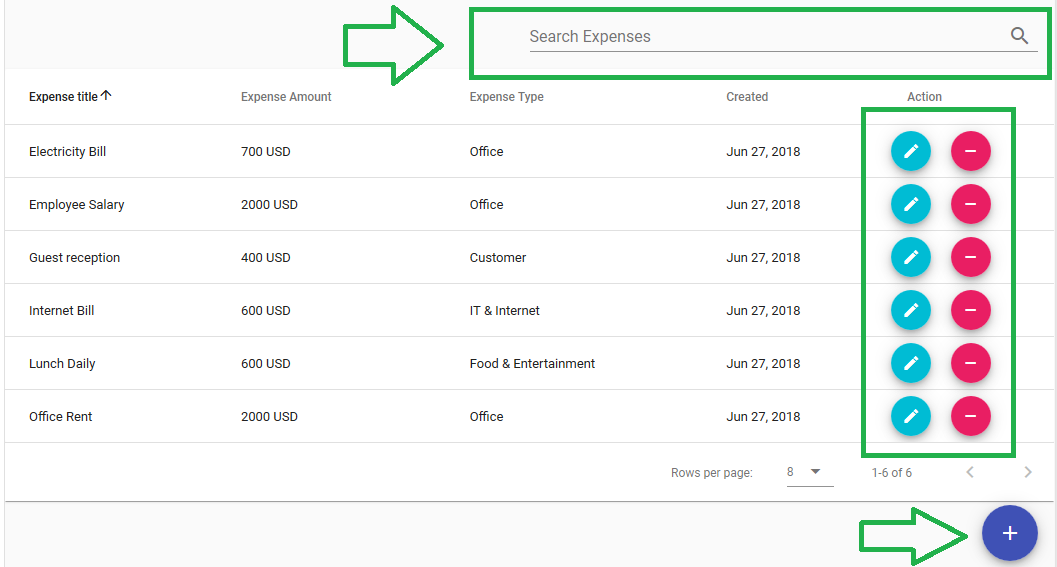 Search Expenses
Expense title Expense Amount Expense Type Created Action
Electricity Bill 700 USD Office Jun 27, 2018
Employee Salary 2000 USD Office Jun 27, 2018
Guest reception 400 USD Customer Jun 27, 2018
Internet Bill 600 USD IT & Internet Jun 27, 2018
Lunch Daily 600 USD Food & Entertainment Jun 27, 2018
Office Rent 2000 USD Office Jun 27, 2018
Rows per page: 8 1-6 of 6